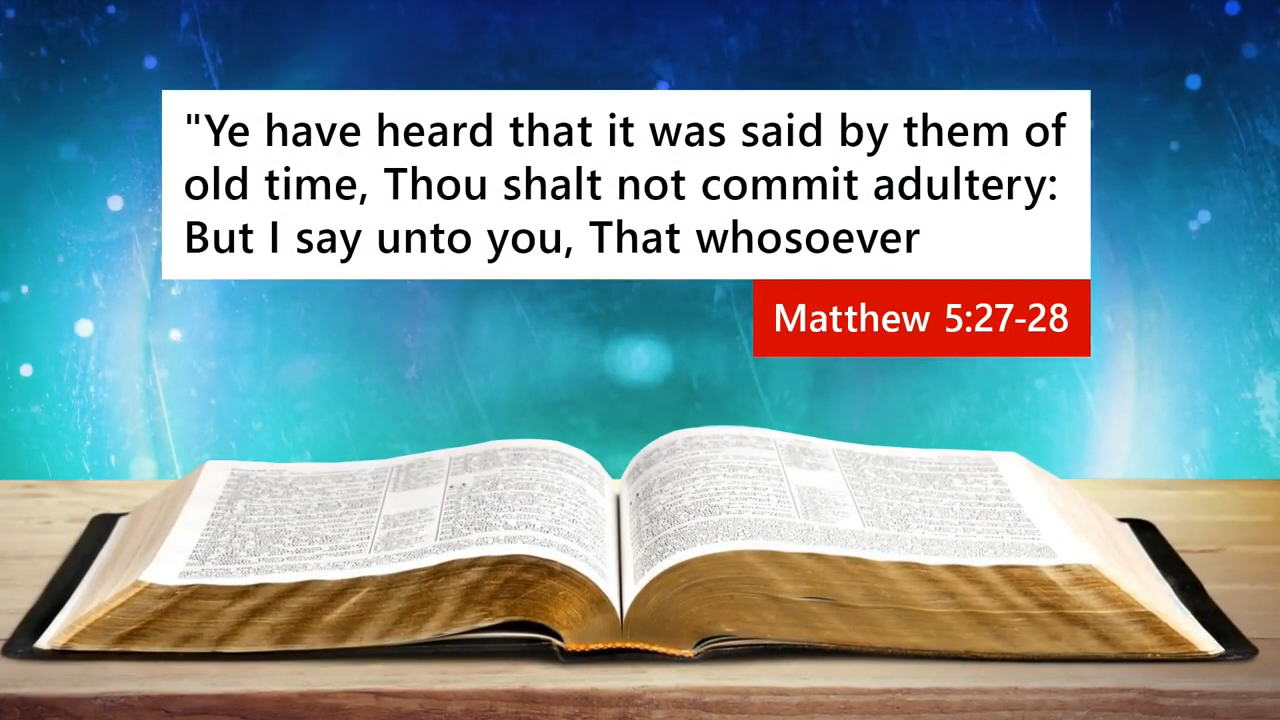 "Ye have heard that it was said by them of
old time, Thou shalt not commit adultery:
But I say unto you, That whosoever
Matthew 5:27-28